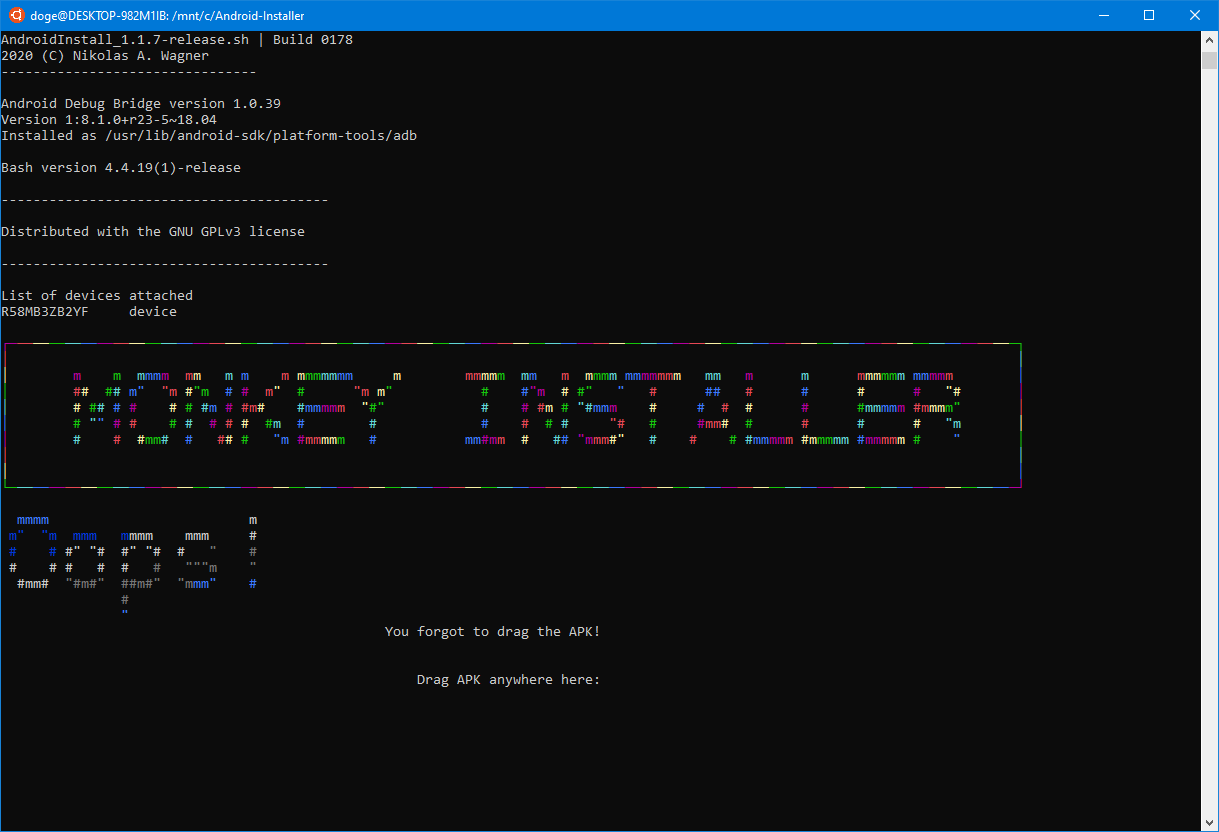 doge@DESKTOP-982M1IB: /mnt/c/Android-Installer
AndroidInstall_1.1.7-release.sh | Build 0178
2020 (C) Nikolas A. Wagner
--------------------------------
Android Debug Bridge version 1.0.39
Version 1:8.1.0+r23-5~18.04
Installed as /usr/lib/android-sdk/platform-tools/adb
Bash version 4.4.19(1)-release
-----------------------------------------
Distributed with the GNU GPLv3 license
-----------------------------------------
List of devices attached
R58MB3ZB2YF     device
MONKEY INSTALLER
Oops!
You forgot to drag the APK!
Drag APK anywhere here: